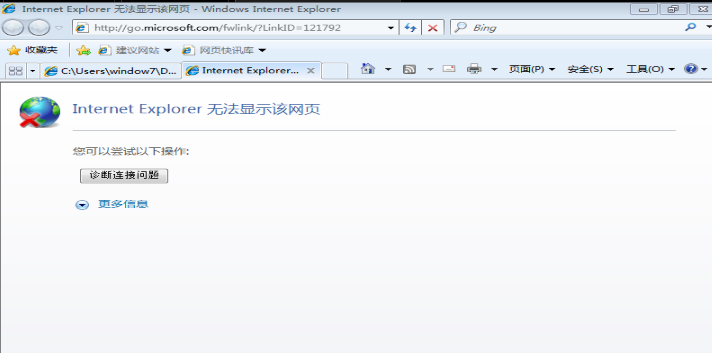 Internet Explorer 无法显示该网页 - Windows Internet Explorer
http://go.microsoft.com/fwlink/?LinkID=121792 Bing
收藏夹 建议网站 网页快讯库
C:\Users\window7\D... Internet Explorer... 页面(P) 安全(S) 工具(O)
Internet Explorer 无法显示该网页
您可以尝试以下操作:
诊断连接问题
更多信息